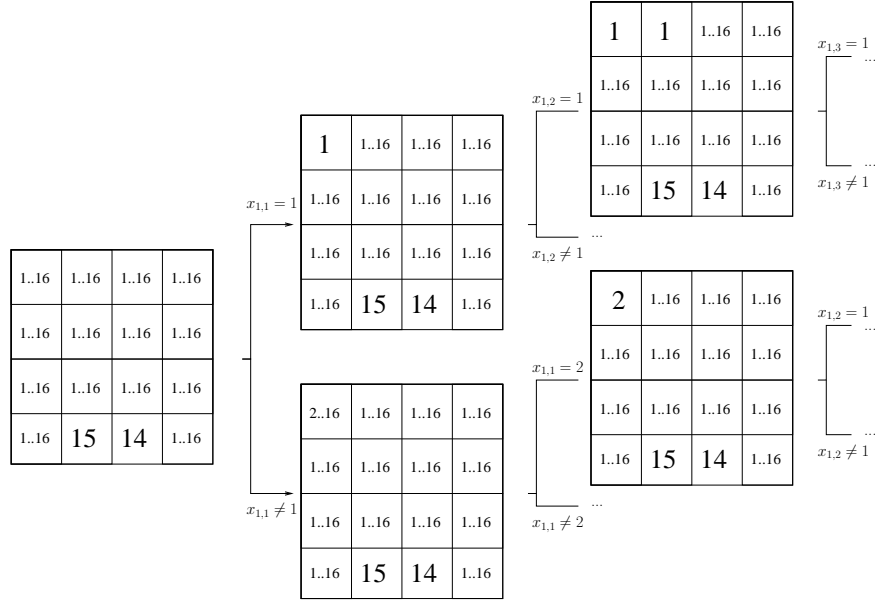 1..16 1..16 1..16 1..16
1..16 1..16 1..16 1..16
1..16 1..16 1..16 1..16
1..16 15 14 1..16
x_{1,1} = 1
x_{1,1} ≠ 1
1 1..16 1..16 1..16
1..16 1..16 1..16 1..16
1..16 1..16 1..16 1..16
1..16 15 14 1..16
2..16 1..16 1..16 1..16
1..16 1..16 1..16 1..16
1..16 1..16 1..16 1..16
1..16 15 14 1..16
x_{1,2} = 1
x_{1,2} ≠ 1
...
x_{1,1} = 2
x_{1,1} ≠ 2
...
1 1 1..16 1..16
1..16 1..16 1..16 1..16
1..16 1..16 1..16 1..16
1..16 15 14 1..16
2 1..16 1..16 1..16
1..16 1..16 1..16 1..16
1..16 1..16 1..16 1..16
1..16 15 14 1..16
x_{1,3} = 1
...
...
x_{1,3} ≠ 1
x_{1,2} = 1
...
...
x_{1,2} ≠ 1